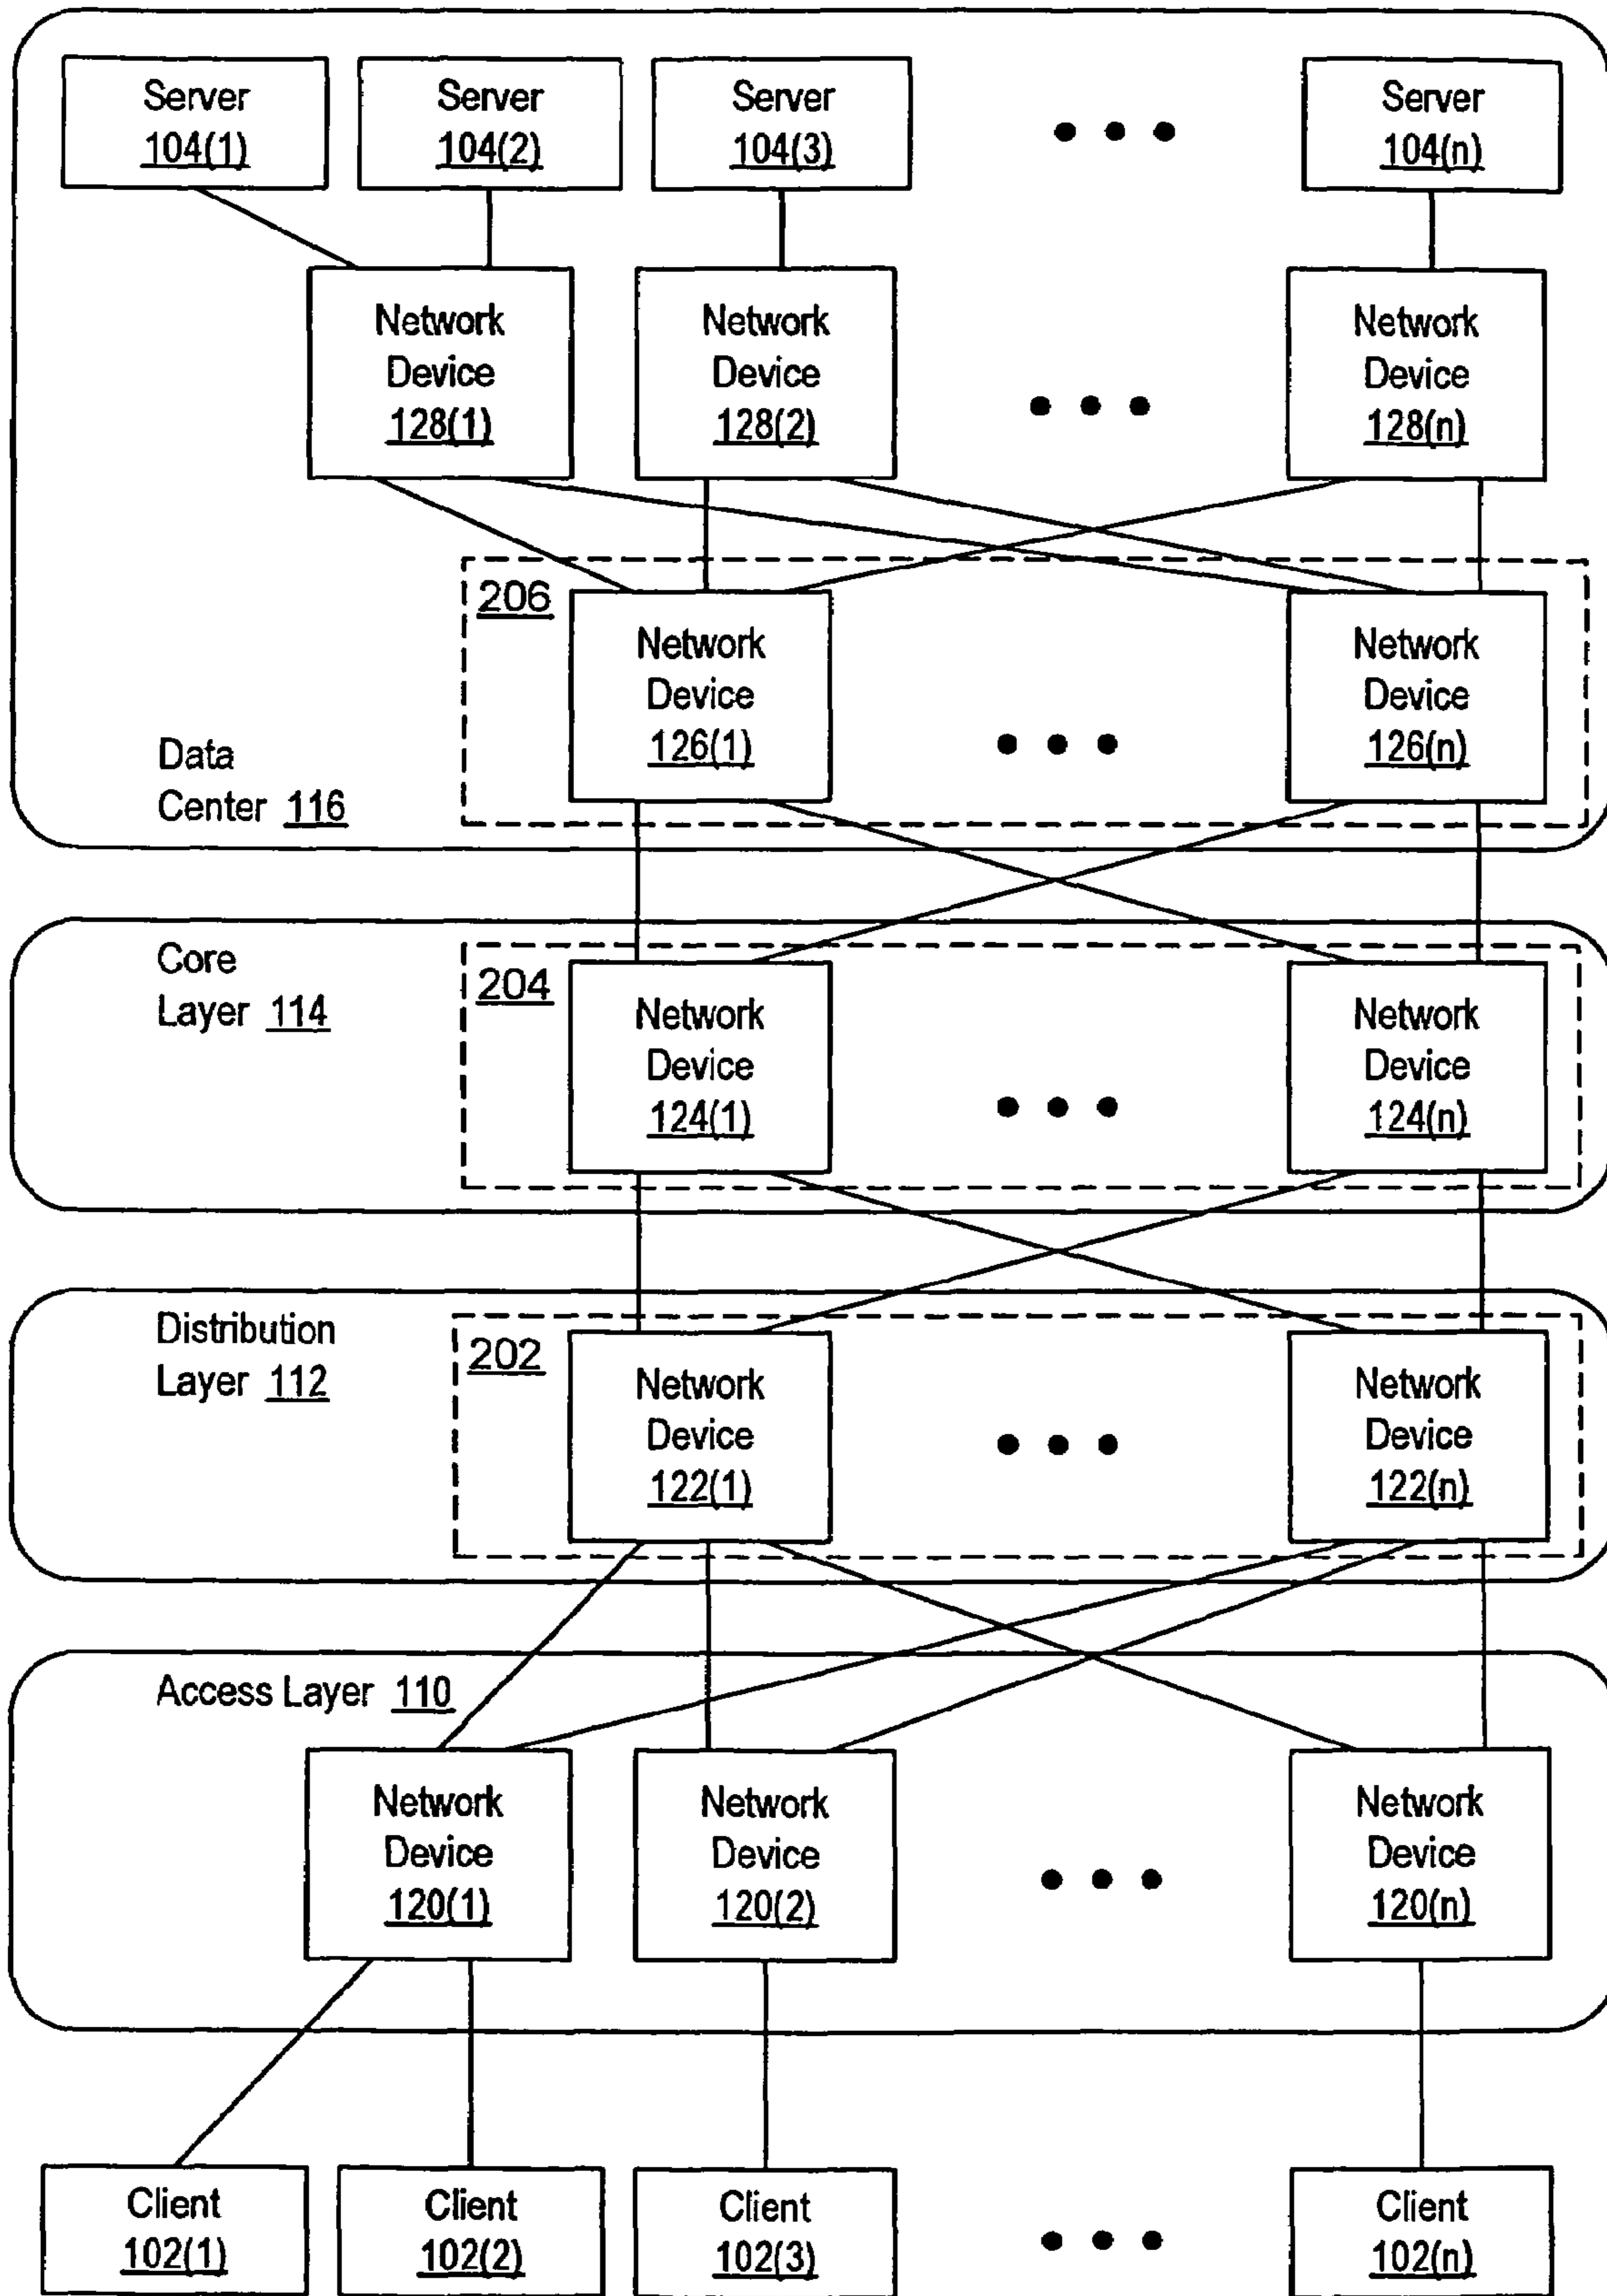 Server
104(1)
Server
104(2)
Server
104(3)
Server
104(n)
Network
Device
128(1)
Network
Device
128(2)
Network
Device
128(n)
206
Network
Device
126(1)
Network
Device
126(n)
Data
Center 116
Core
Layer 114
204
Network
Device
124(1)
Network
Device
124(n)
Distribution
Layer 112
202
Network
Device
122(1)
Network
Device
122(n)
Access Layer 110
Network
Device
120(1)
Network
Device
120(2)
Network
Device
120(n)
Client
102(1)
Client
102(2)
Client
102(3)
Client
102(n)